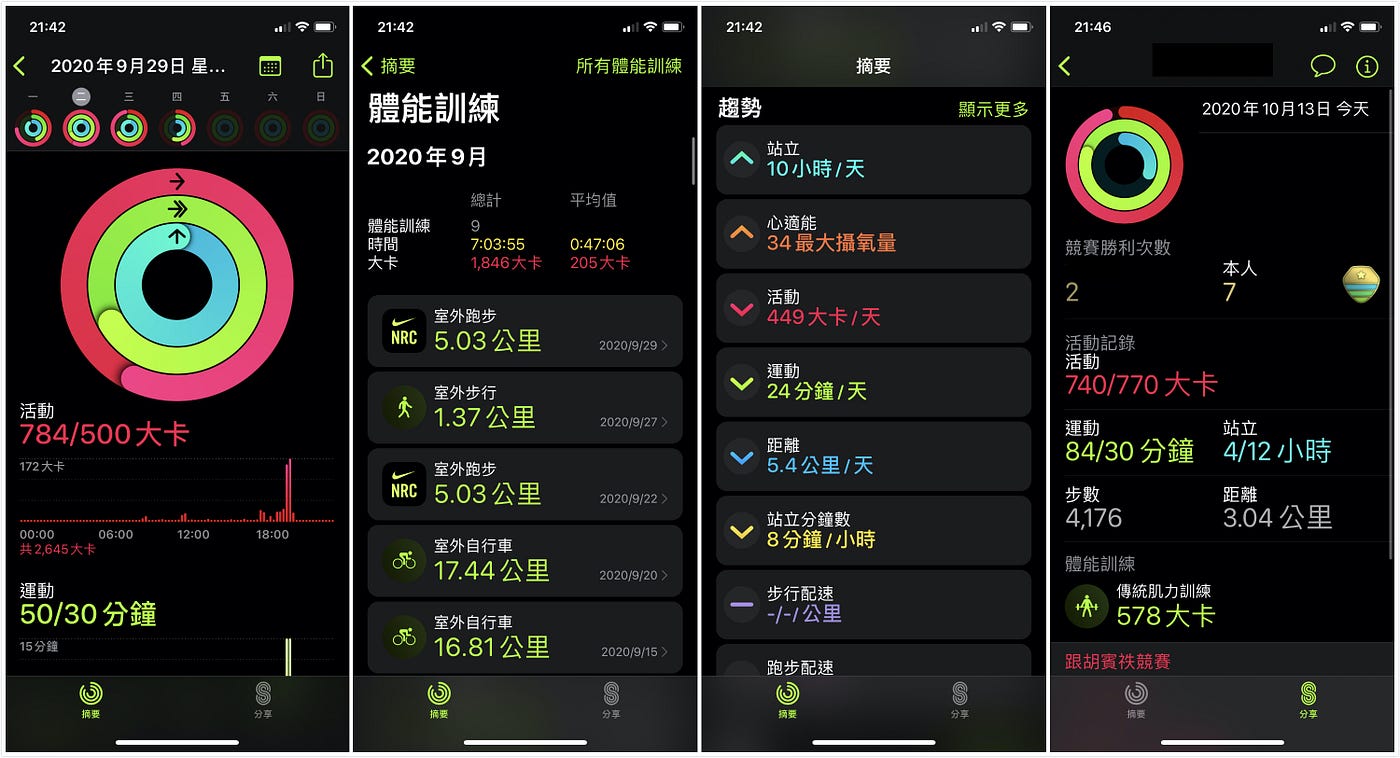 21:42
2020年9月29日 星...
一 二 三 四 五 六 日
活動
784/500大卡
172大卡
00:00 06:00 12:00 18:00
共2,645大卡
運動
50/30分鐘
15分鐘
摘要 分享
21:42
摘要 所有體能訓練
體能訓練
2020年9月
總計 平均值
體能訓練 9
時間 7:03:55 0:47:06
大卡 1,846大卡 205大卡
室外跑步
NRC
5.03公里 2020/9/29
室外步行
1.37公里 2020/9/27
室外跑步
NRC
5.03公里 2020/9/22
室外自行車
17.44公里 2020/9/20
室外自行車
16.81公里 2020/9/15
摘要 分享
21:42
摘要
趨勢 顯示更多
站立
10小時/天
心適能
34最大攝氧量
活動
449大卡/天
運動
24分鐘/天
距離
5.4公里/天
站立分鐘數
8分鐘/小時
步行配速
-/-/公里
跑步配速
摘要 分享
21:46
2020年10月13日 今天
競賽勝利次數
本人
2 7
活動記錄
活動
740/770大卡
運動 站立
84/30分鐘 4/12小時
步數 距離
4,176 3.04公里
體能訓練
傳統肌力訓練
578大卡
跟胡賓祑競賽
摘要 分享